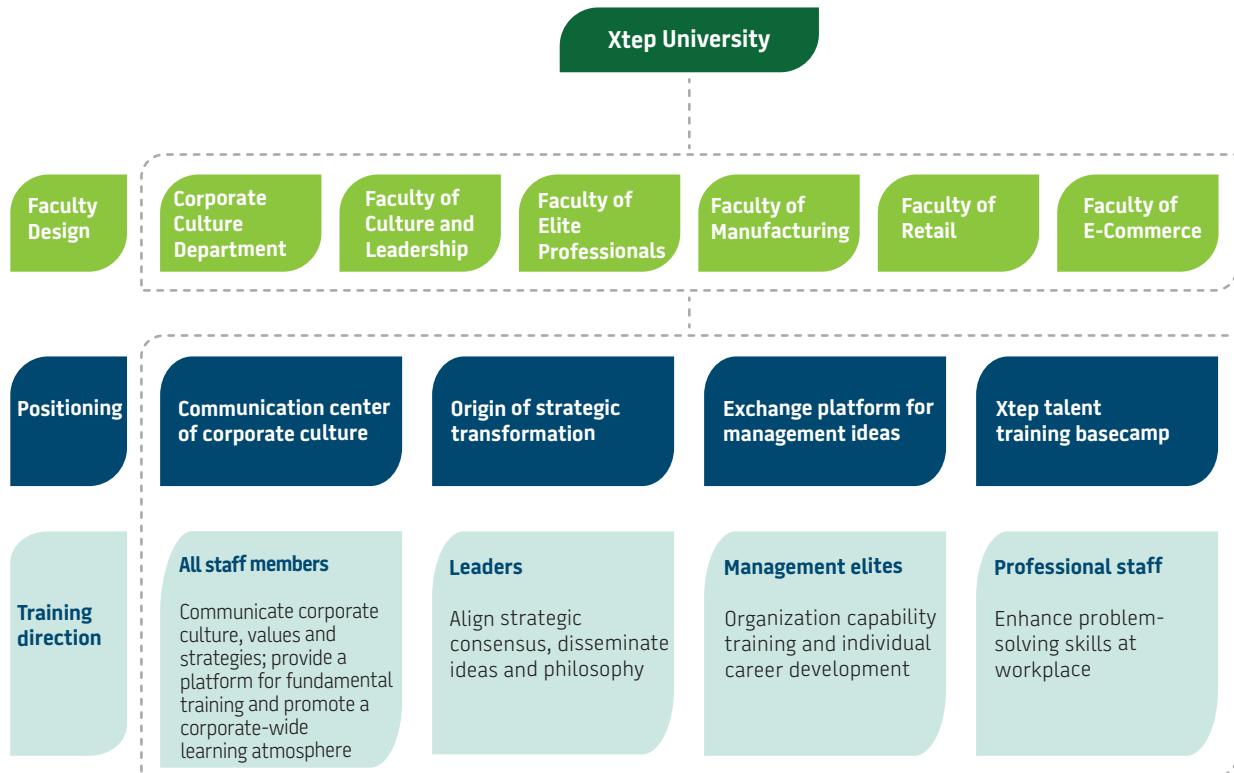 Xtep University
Faculty
Design
Corporate
Culture
Department
Faculty of
Culture and
Leadership
Faculty of
Elite
Professionals
Faculty of
Manufacturing
Faculty of
Retail
Faculty of
E-Commerce
Positioning
Communication center
of corporate culture
Origin of strategic
transformation
Exchange platform for
management ideas
Xtep talent
training basecamp
Training
direction
All staff members
Communicate corporate
culture, values and
strategies; provide a
platform for fundamental
training and promote a
corporate-wide
learning atmosphere
Leaders
Align strategic
consensus, disseminate
ideas and philosophy
Management elites
Organization capability
training and individual
career development
Professional staff
Enhance problem-
solving skills at
workplace